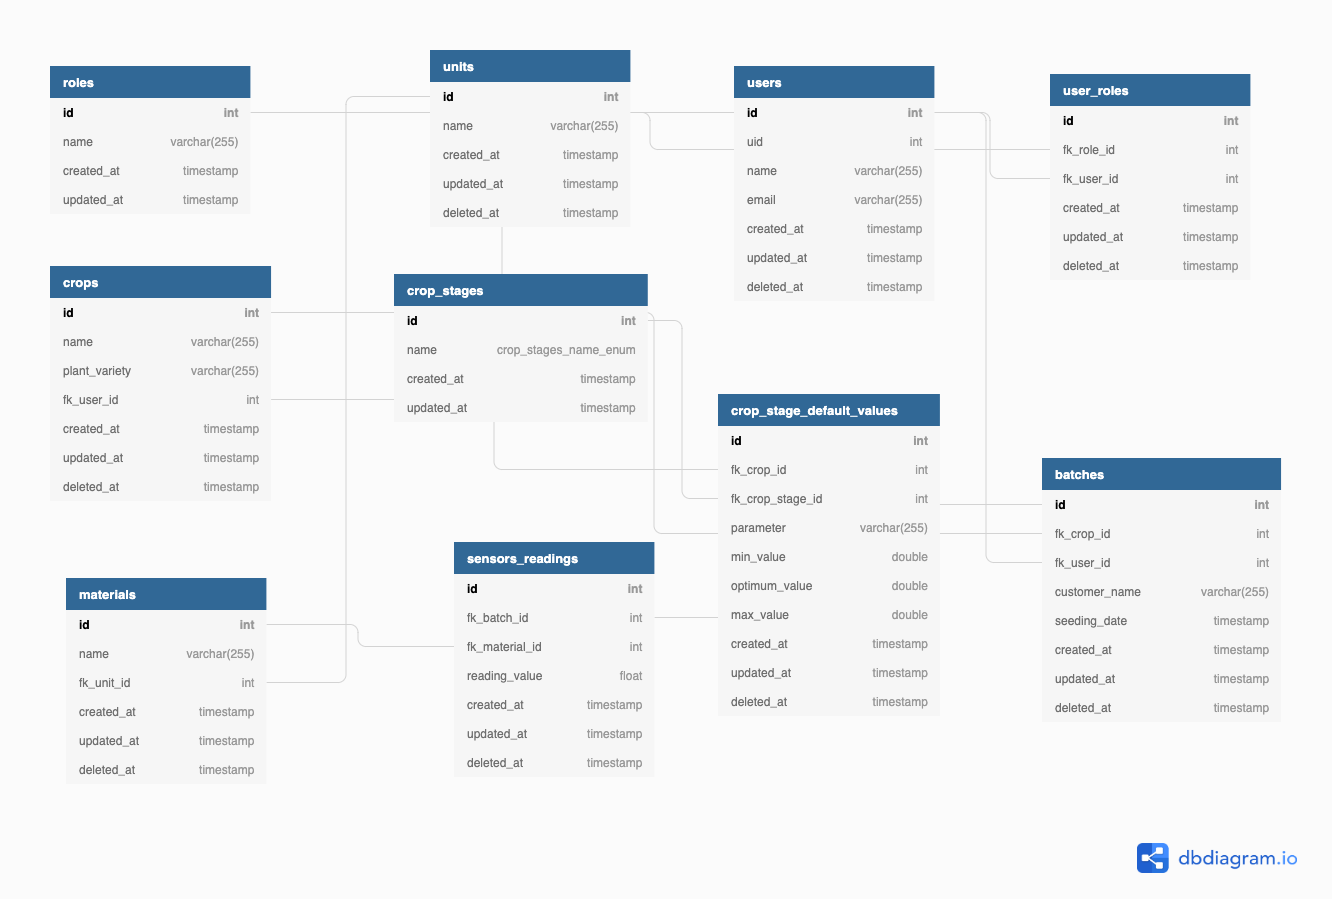 roles
id int
name varchar(255)
created_at timestamp
updated_at timestamp
units
id int
name varchar(255)
created_at timestamp
updated_at timestamp
deleted_at timestamp
users
id int
uid int
name varchar(255)
email varchar(255)
created_at timestamp
updated_at timestamp
deleted_at timestamp
user_roles
id int
fk_role_id int
fk_user_id int
created_at timestamp
updated_at timestamp
deleted_at timestamp
crops
id int
name varchar(255)
plant_variety varchar(255)
fk_user_id int
created_at timestamp
updated_at timestamp
deleted_at timestamp
crop_stages
id int
name crop_stages_name_enum
created_at timestamp
updated_at timestamp
crop_stage_default_values
id int
fk_crop_id int
fk_crop_stage_id int
parameter varchar(255)
min_value double
optimum_value double
max_value double
created_at timestamp
updated_at timestamp
deleted_at timestamp
batches
id int
fk_crop_id int
fk_user_id int
customer_name varchar(255)
seeding_date timestamp
created_at timestamp
updated_at timestamp
deleted_at timestamp
materials
id int
name varchar(255)
fk_unit_id int
created_at timestamp
updated_at timestamp
deleted_at timestamp
sensors_readings
id int
fk_batch_id int
fk_material_id int
reading_value float
created_at timestamp
updated_at timestamp
deleted_at timestamp
dbdiagram.io